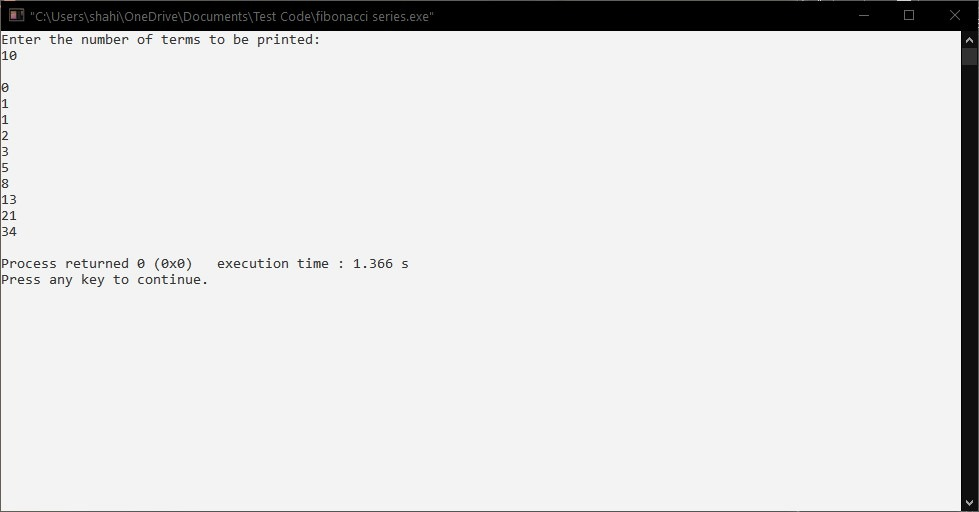 "C:\Users\shahi\OneDrive\Documents\Test Code\fibonacci series.exe"
Enter the number of terms to be printed:
10
0
1
1
2
3
5
8
13
21
34
Process returned 0 (0x0)   execution time : 1.366 s
Press any key to continue.